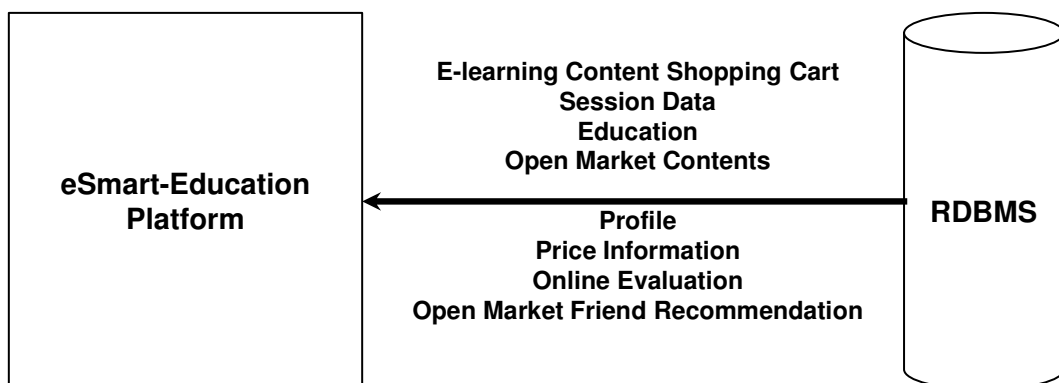 eSmart-Education
Platform
E-learning Content Shopping Cart
Session Data
Education
Open Market Contents
Profile
Price Information
Online Evaluation
Open Market Friend Recommendation
RDBMS